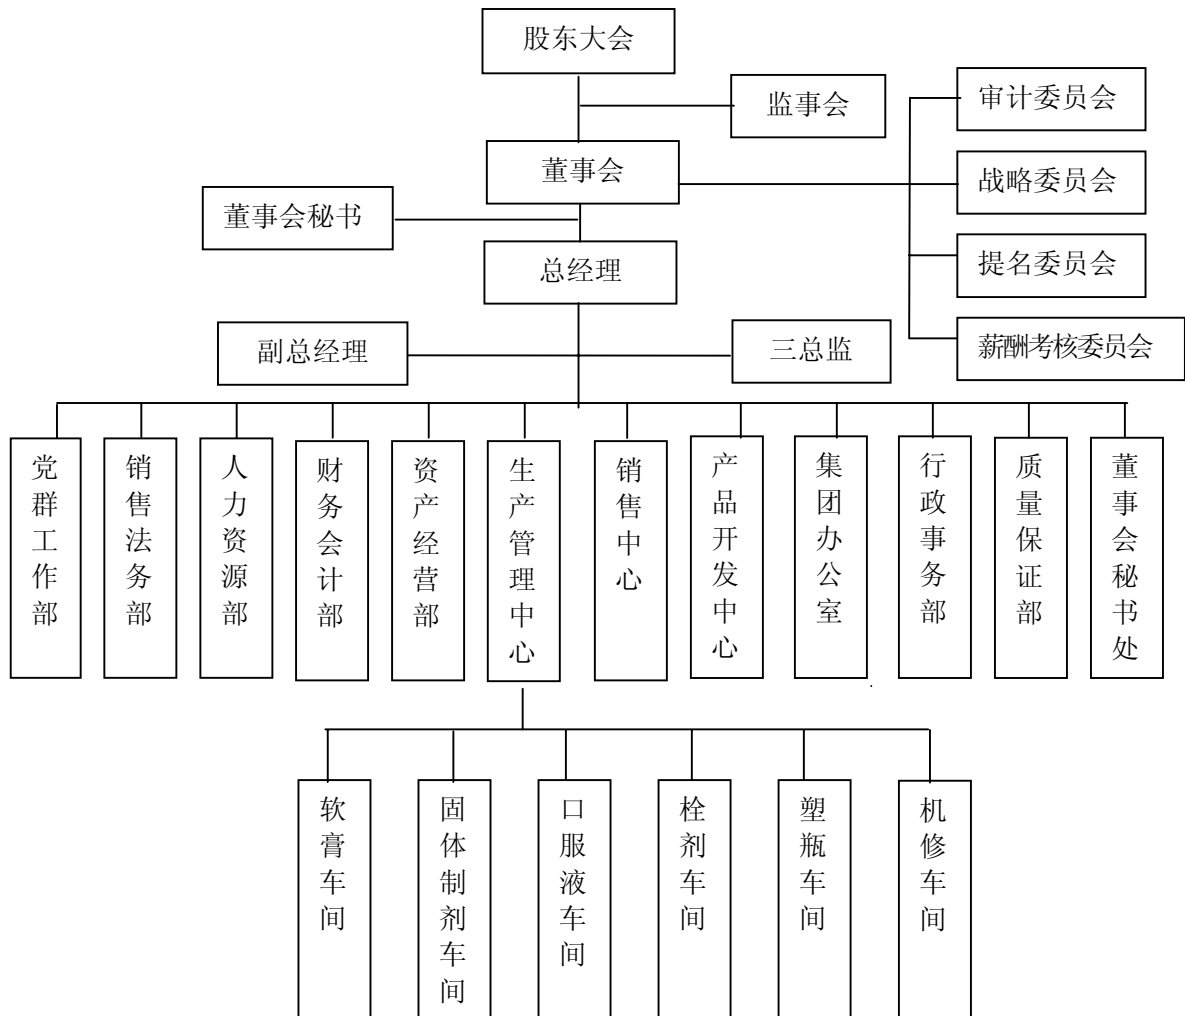 股东大会
监事会
审计委员会
董事会
战略委员会
董事会秘书
总经理
提名委员会
副总经理
三总监
薪酬考核委员会
党群工作部
销售法务部
人力资源部
财务会计部
资产经营部
生产管理中心
销售中心
产品开发中心
集团办公室
行政事务部
质量保证部
董事会秘书处
软膏车间
固体制剂车间
口服液车间
栓剂车间
塑瓶车间
机修车间